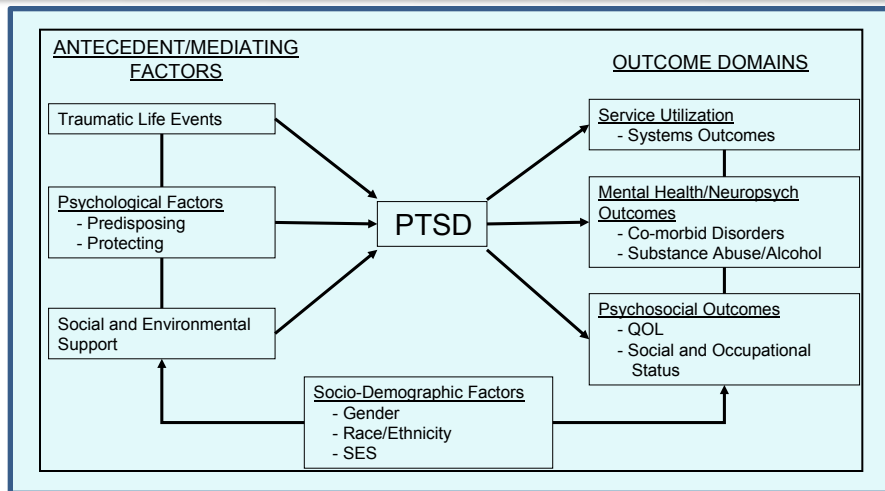 ANTECEDENT/MEDIATING
FACTORS
Traumatic Life Events
Psychological Factors
- Predisposing
- Protecting
Social and Environmental
Support
PTSD
OUTCOME DOMAINS
Service Utilization
- Systems Outcomes
Mental Health/Neuropsych
Outcomes
- Co-morbid Disorders
- Substance Abuse/Alcohol
Psychosocial Outcomes
- QOL
- Social and Occupational
Status
Socio-Demographic Factors
- Gender
- Race/Ethnicity
- SES